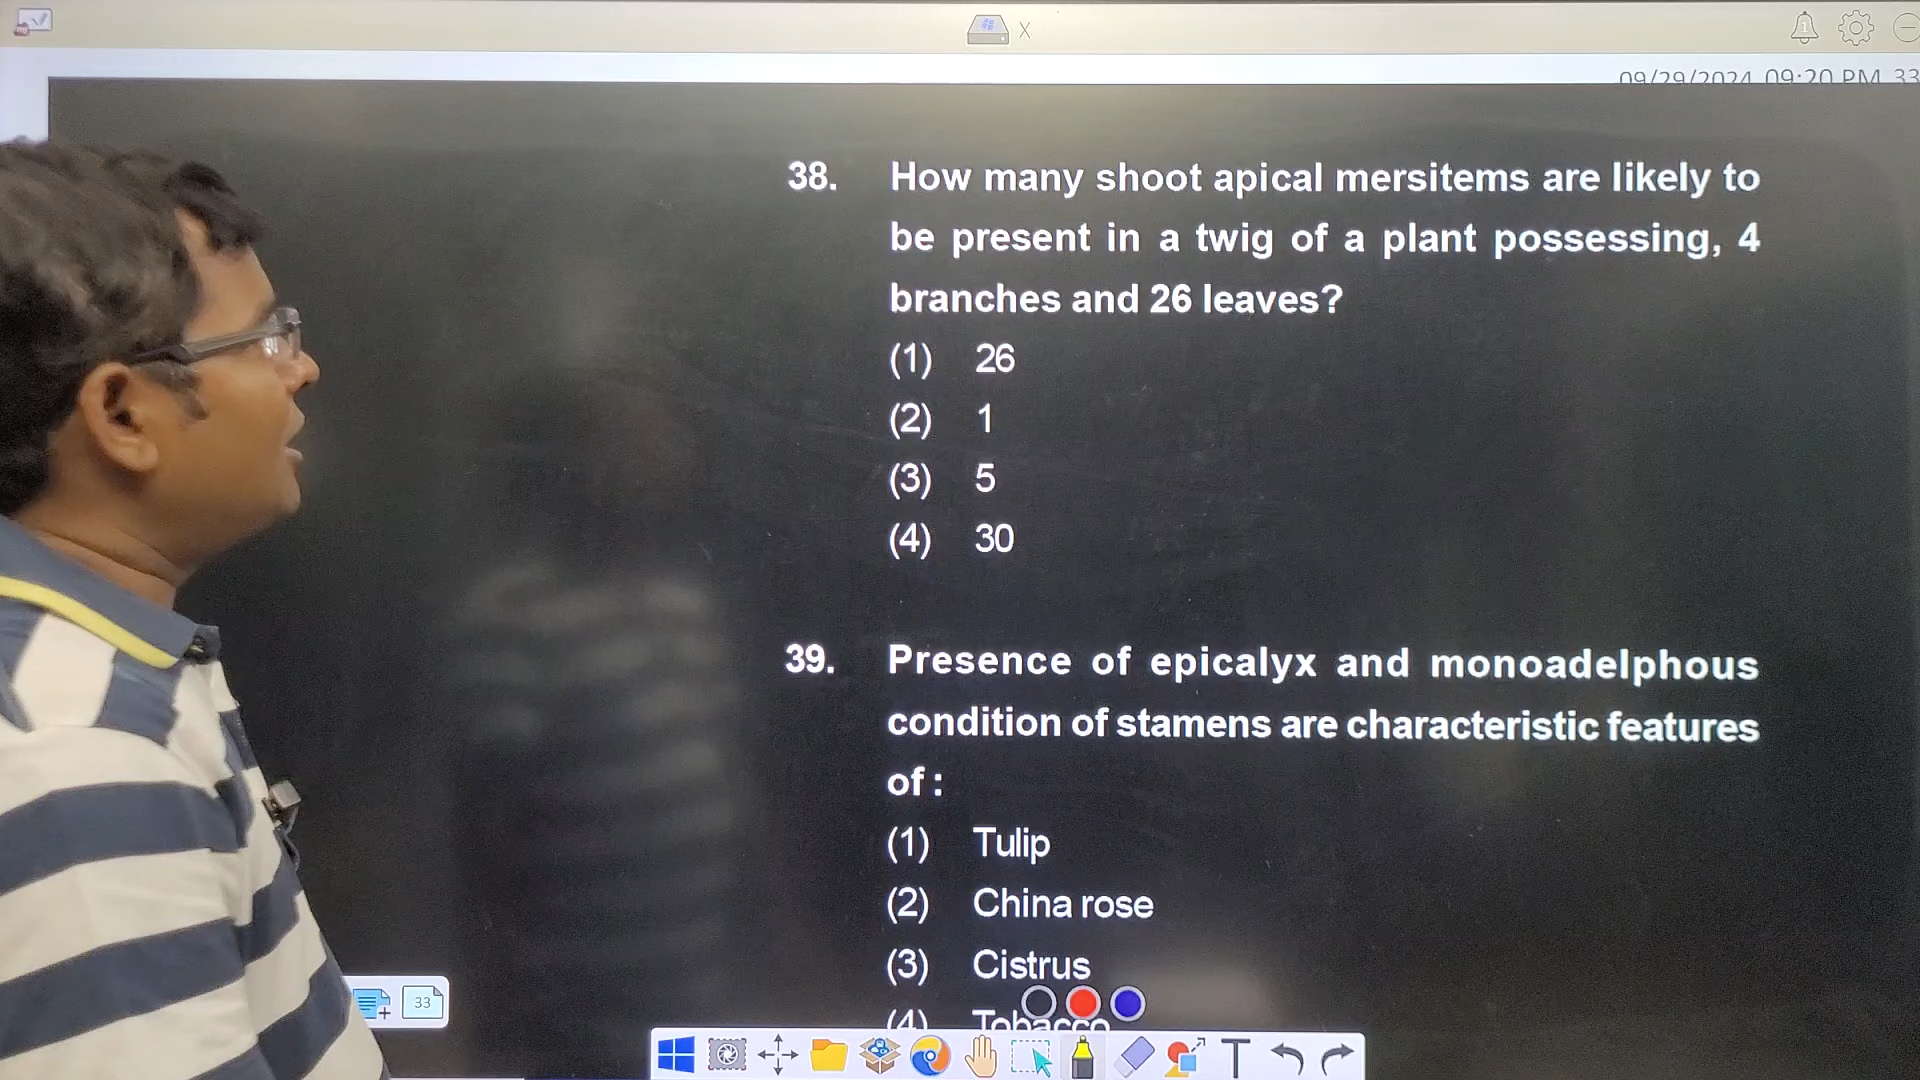 09/29/2024 09:20 PM 33
38. How many shoot apical mersitems are likely to
be present in a twig of a plant possessing, 4
branches and 26 leaves?
(1) 26
(2) 1
(3) 5
(4) 30
39. Presence of epicalyx and monoadelphous
condition of stamens are characteristic features
of :
(1) Tulip
(2) China rose
(3) Cistrus
(4) Tobacco
33